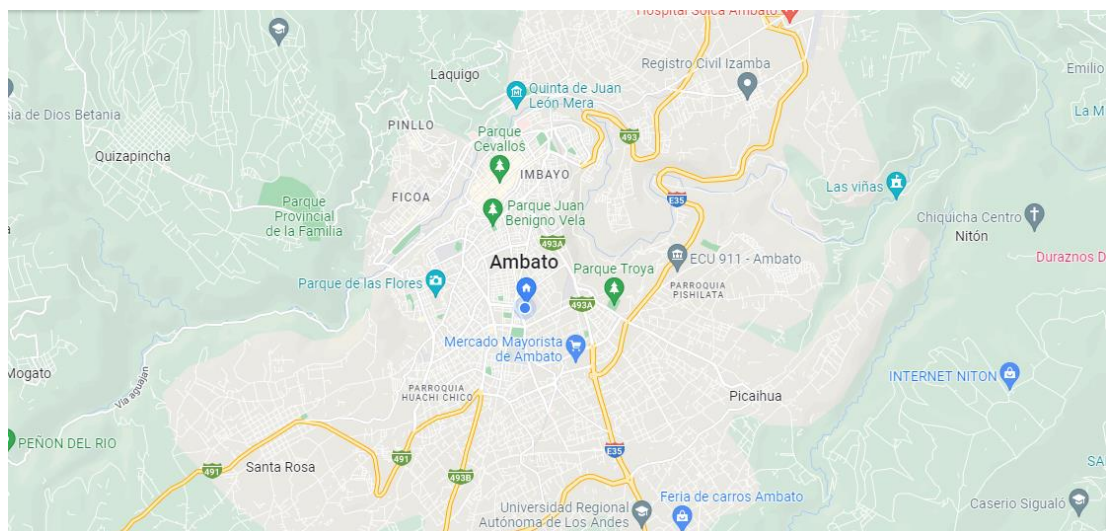 Hospital Solca Ambato
Laquigo
Registro Civil Izamba
Emilio
Quinta de Juan
León Mera
sia de Dios Betania
La M
PINLLO
Parque
Cevallos
493
Quizapincha
IMBAYO
Las viñas
FICOA
E35
Parque
Provincial
de la Familia
Parque Juan
Benigno Vela
Chiquicha Centro
Nitón
493A
Ambato
ECU 911 - Ambato
Duraznos D
Parque Troya
Parque de las Flores
PARROQUIA
PISHILATA
493A
Mercado Mayorista
de Ambato
Mogato
Vía aguajan
INTERNET NITON
PARROQUIA
HUACHI CHICO
Picaihua
PEÑON DEL RIO
E35
491
Santa Rosa
491
493B
SA
Universidad Regional
Autónoma de Los Andes
Feria de carros Ambato
Caserio Sigualó